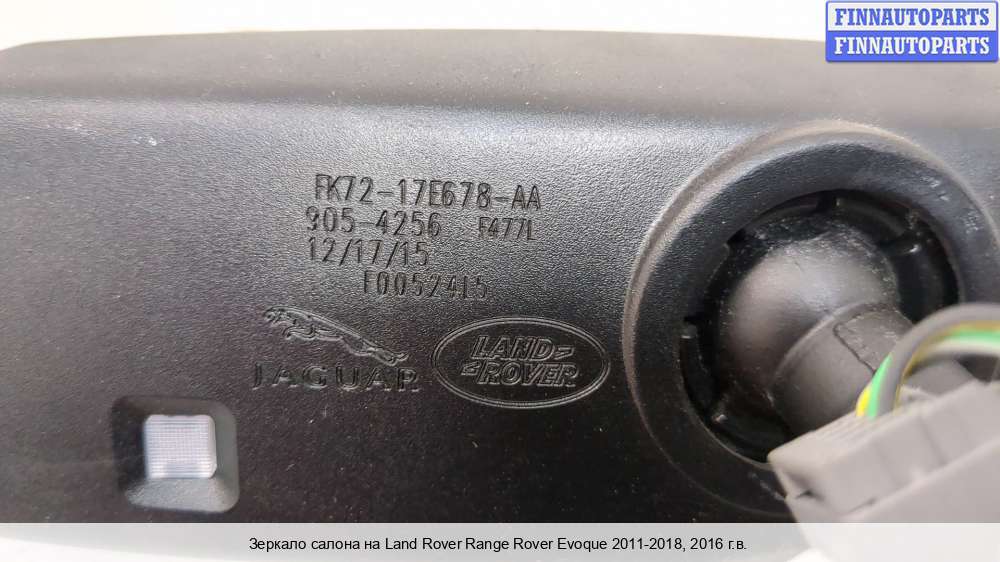 FINNAUTOPARTS
FINNAUTOPARTS
FK72-17E678-AA
905-4256 F477L
12/17/15
E0052415
JAGUAR
LAND
ROVER
Зеркало салона на Land Rover Range Rover Evoque 2011-2018, 2016 г.в.